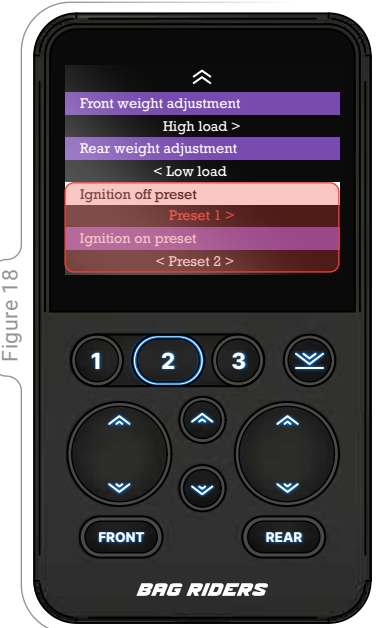 Figure 18
Front weight adjustment
High load >
Rear weight adjustment
< Low load
Ignition off preset
Preset 1 >
Ignition on preset
< Preset 2 >
1 2 3
FRONT REAR
BAG RIDERS